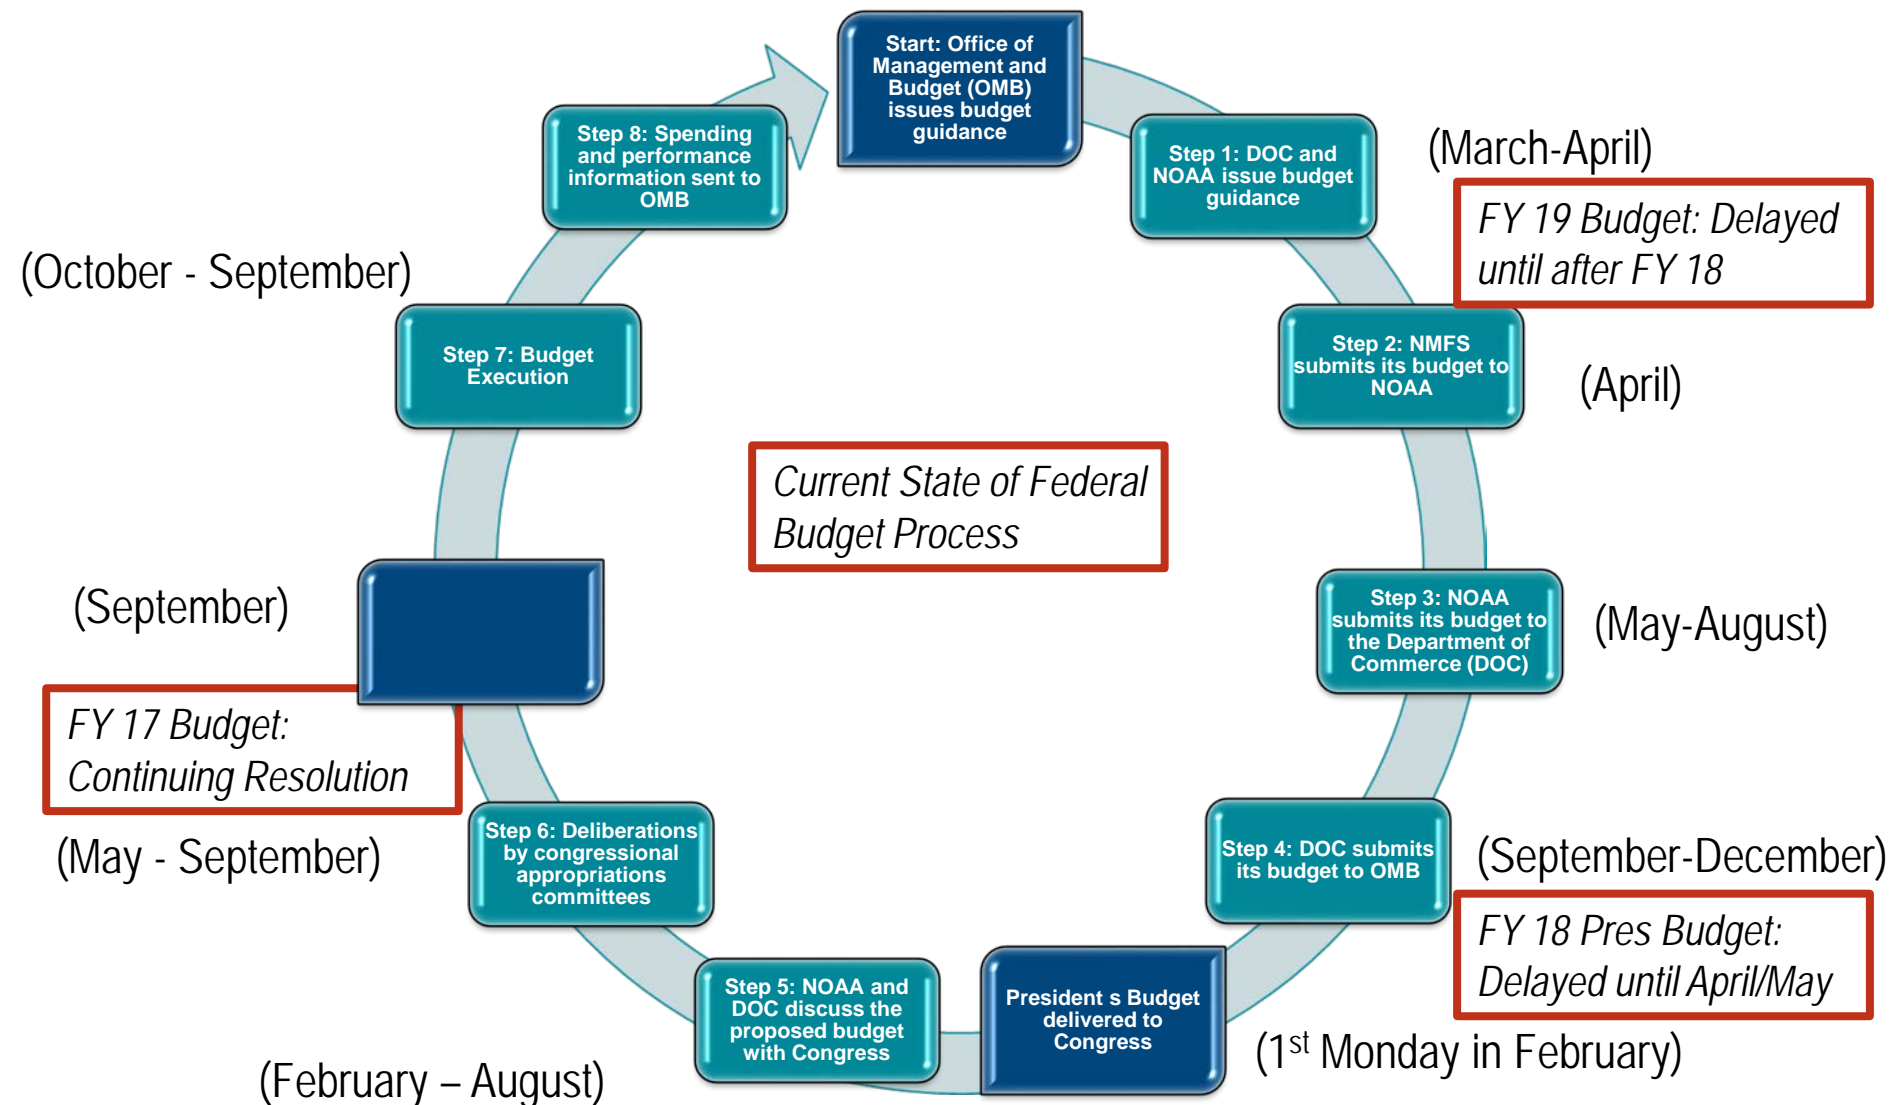 Start: Office of
Management and
Budget (OMB)
issues budget
guidance
Step 1: DOC and
NOAA issue budget
guidance
(March-April)
FY 19 Budget: Delayed
until after FY 18
Step 2: NMFS
submits its budget to
NOAA
(April)
Step 3: NOAA
submits its budget to
the Department of
Commerce (DOC)
(May-August)
Step 4: DOC submits
its budget to OMB
(September-December)
FY 18 Pres Budget:
Delayed until April/May
President s Budget
delivered to
Congress
(1st Monday in February)
Step 5: NOAA and
DOC discuss the
proposed budget
with Congress
(February – August)
Step 6: Deliberations
by congressional
appropriations
committees
(May - September)
FY 17 Budget:
Continuing Resolution
(September)
Step 7: Budget
Execution
(October - September)
Step 8: Spending
and performance
information sent to
OMB
Current State of Federal
Budget Process